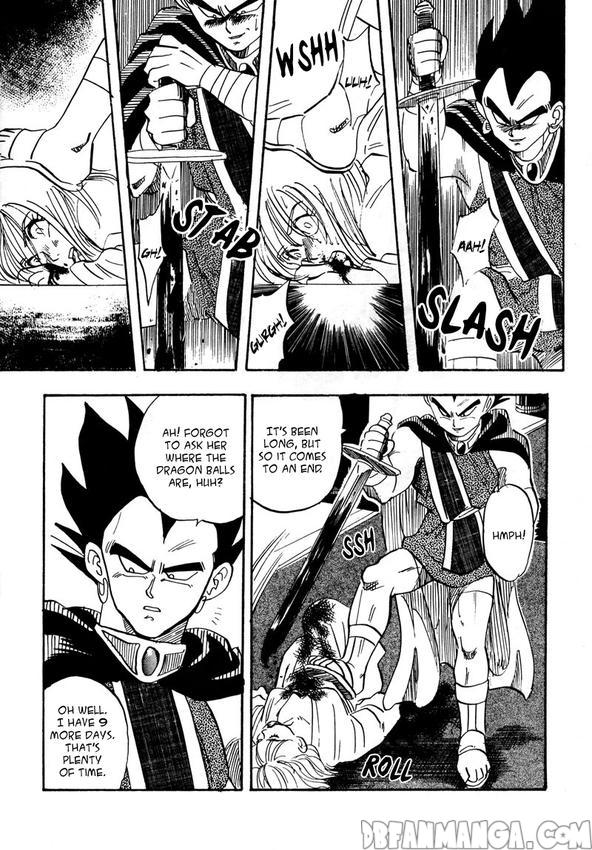 AAH!
SLASH
WSHH
UUH!
GURGH!
STAB
GH!
IT'S BEEN
LONG, BUT
SO IT COMES
TO AN END.
HMPH!
SSH
ROLL
AH! FORGOT
TO ASK HER
WHERE THE
DRAGON BALLS
ARE, HUH?
OH WELL.
I HAVE 9
MORE DAYS.
THAT'S
PLENTY
OF TIME.
DBFANMANGA.COM